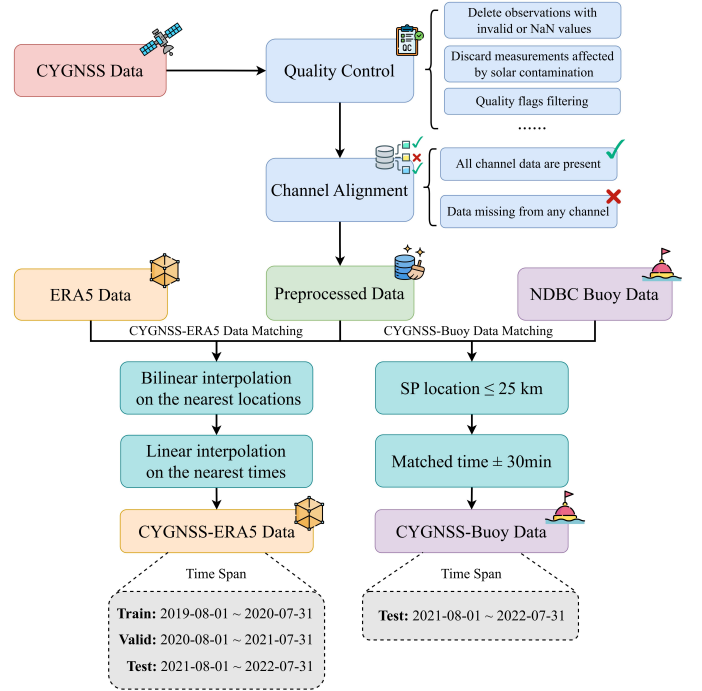 Delete observations with
invalid or NaN values
CYGNSS Data
QC
Quality Control
Discard measurements affected
by solar contamination
Quality flags filtering
......
Channel Alignment
All channel data are present
Data missing from any channel
ERA5 Data
Preprocessed Data
NDBC Buoy Data
CYGNSS-ERA5 Data Matching
CYGNSS-Buoy Data Matching
Bilinear interpolation
on the nearest locations
SP location ≤ 25 km
Linear interpolation
on the nearest times
Matched time ± 30min
CYGNSS-ERA5 Data
CYGNSS-Buoy Data
Time Span
Time Span
Train: 2019-08-01 ~ 2020-07-31
Valid: 2020-08-01 ~ 2021-07-31
Test: 2021-08-01 ~ 2022-07-31
Test: 2021-08-01 ~ 2022-07-31